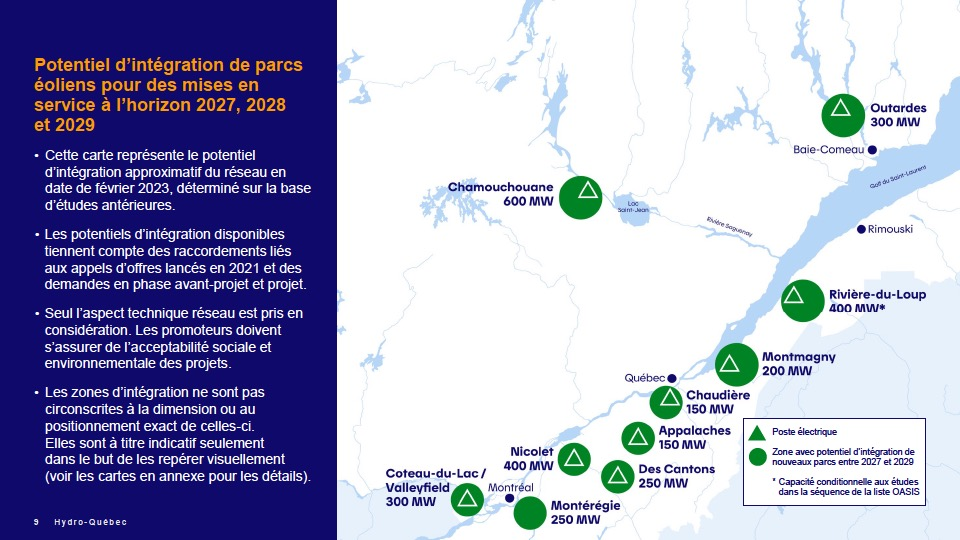 Potentiel d'intégration de parcs
éoliens pour des mises en
service à l'horizon 2027, 2028
et 2029
• Cette carte représente le potentiel
d'intégration approximatif du réseau en
date de février 2023, déterminé sur la base
d'études antérieures.
• Les potentiels d'intégration disponibles
tiennent compte des raccordements liés
aux appels d'offres lancés en 2021 et des
demandes en phase avant-projet et projet.
• Seul l'aspect technique réseau est pris en
considération. Les promoteurs doivent
s'assurer de l'acceptabilité sociale et
environnementale des projets.
• Les zones d'intégration ne sont pas
circonscrites à la dimension ou au
positionnement exact de celles-ci.
Elles sont à titre indicatif seulement
dans le but de les repérer visuellement
(voir les cartes en annexe pour les détails).
9 Hydro-Québec
Outardes
300 MW
Baie-Comeau
Golf du Saint-Laurent
Chamouchouane
600 MW
Lac
Saint-Jean
Rivière Saguenay
Rimouski
Rivière-du-Loup
400 MW*
Montmagny
200 MW
Québec
Chaudière
150 MW
Appalaches
150 MW
Nicolet
400 MW
Des Cantons
250 MW
Coteau-du-Lac /
Valleyfield
300 MW
Montréal
Montérégie
250 MW
Poste électrique
Zone avec potentiel d'intégration de
nouveaux parcs entre 2027 et 2029
* Capacité conditionnelle aux études
dans la séquence de la liste OASIS